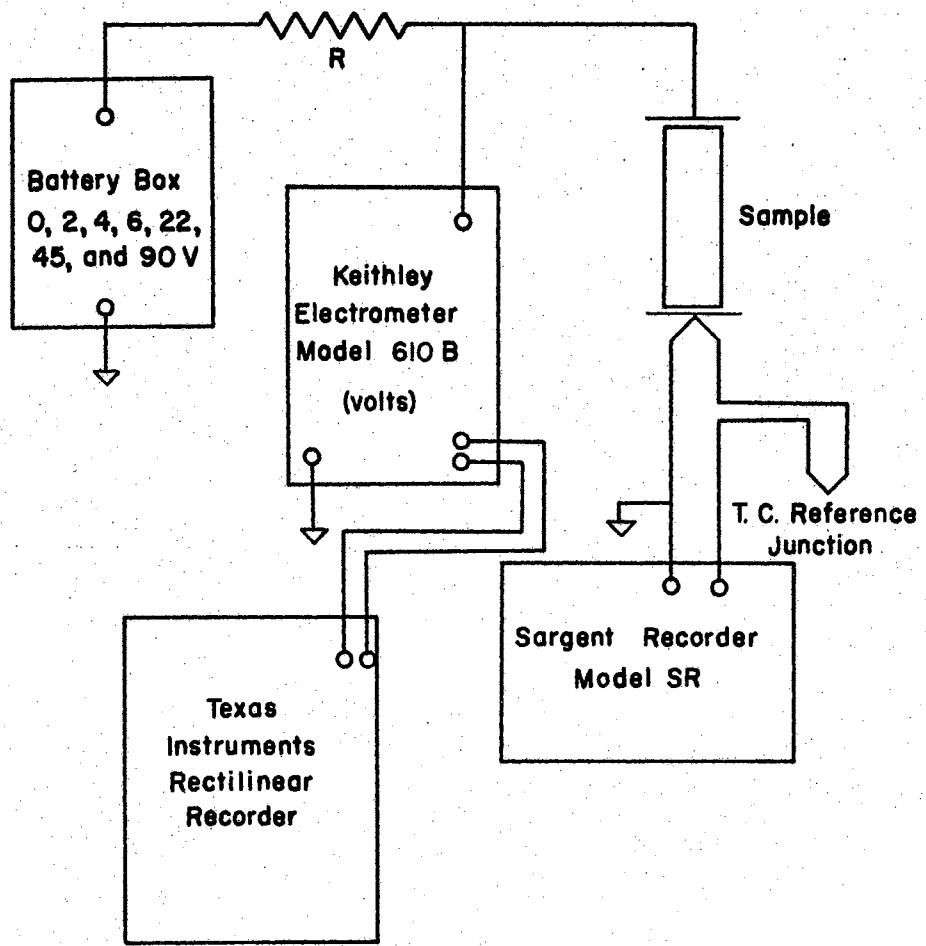 R
Battery Box
0, 2, 4, 6, 22,
45, and 90 V
Keithley
Electrometer
Model 610 B
(volts)
Sample
T. C. Reference
Junction
Sargent Recorder
Model SR
Texas
Instruments
Rectilinear
Recorder